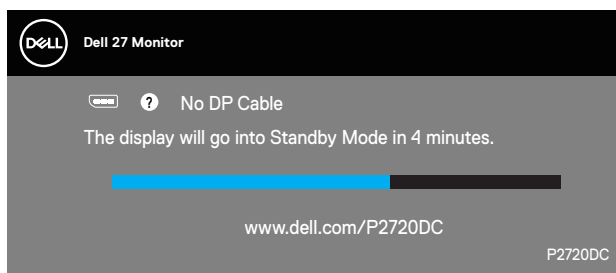 DELL
Dell 27 Monitor
? No DP Cable
The display will go into Standby Mode in 4 minutes.
www.dell.com/P2720DC
P2720DC